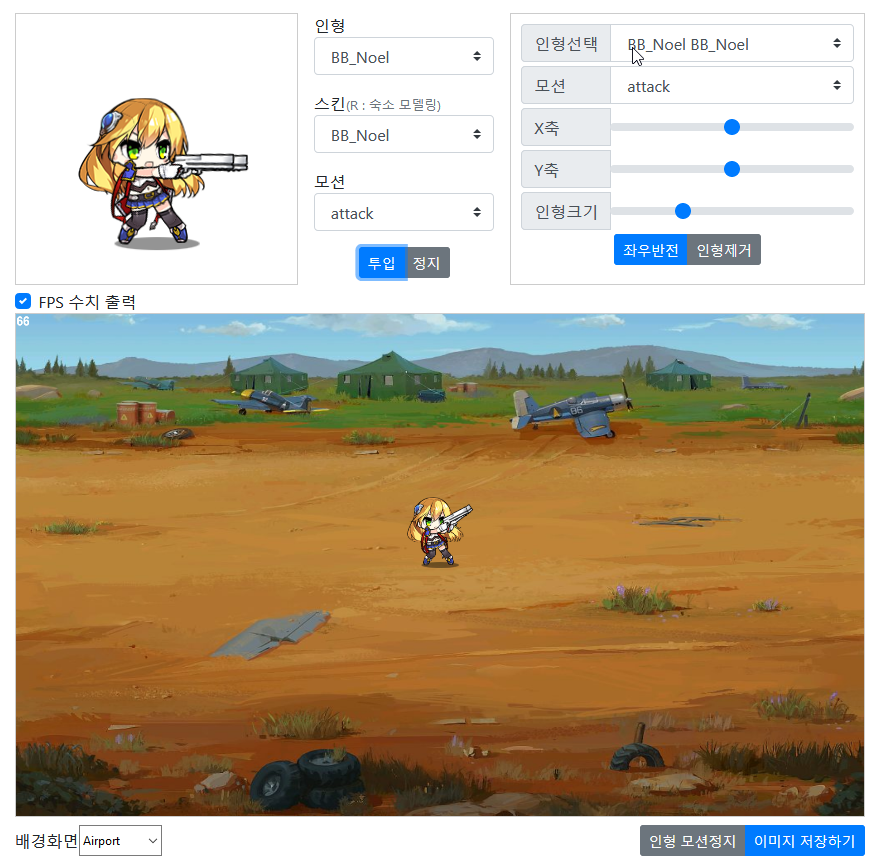 인형
BB_Noel
스킨(R : 숙소 모델링)
BB_Noel
모션
attack
투입 정지
인형선택 BB_Noel BB_Noel
모션 attack
X축
Y축
인형크기
좌우반전 인형제거
FPS 수치 출력
66
86
배경화면 Airport
인형 모션정지 이미지 저장하기